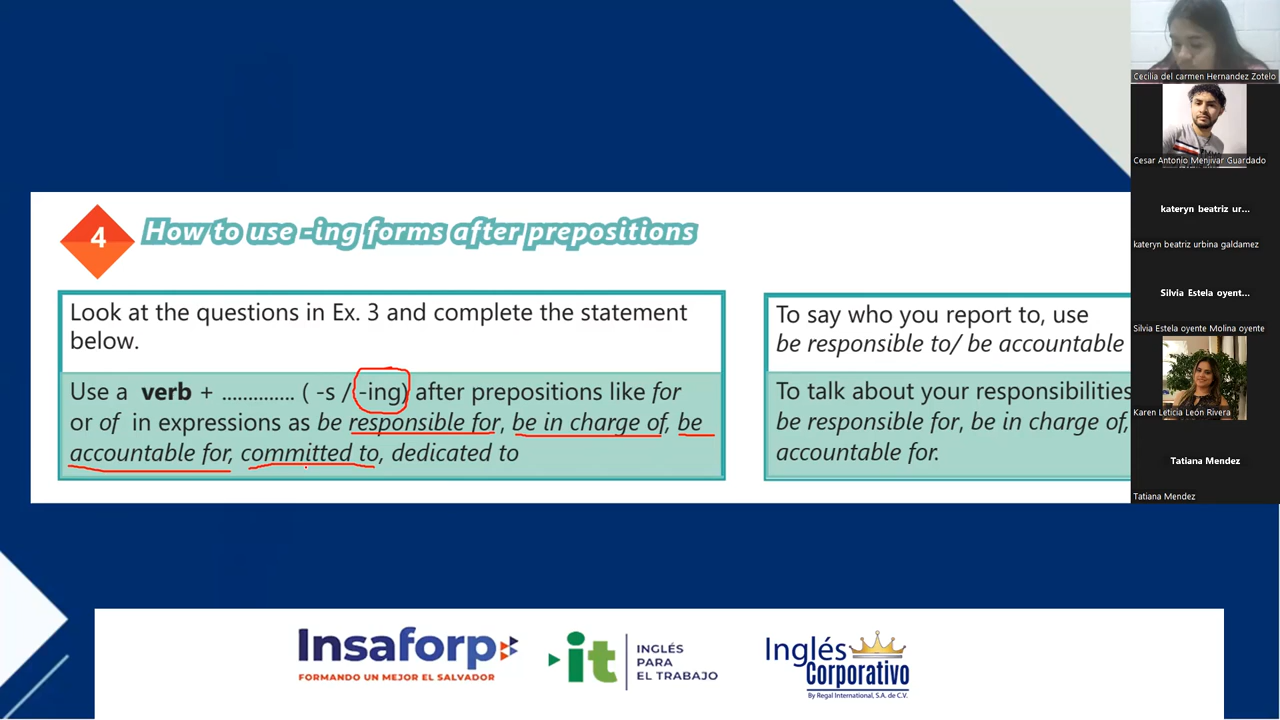 4
How to use -ing forms after prepositions
Look at the questions in Ex. 3 and complete the statement
below.
Use a verb + .............. ( -s / -ing) after prepositions like for
or of in expressions as be responsible for, be in charge of, be
accountable for, committed to, dedicated to
To say who you report to, use
be responsible to/ be accountable
To talk about your responsibilities
be responsible for, be in charge of,
accountable for.
Cecilia del carmen Hernandez Zotelo
Cesar Antonio Menjivar Guardado
kateryn beatriz ur...
kateryn beatriz urbina galdamez
Silvia Estela oyent...
Silvia Estela oyente Molina oyente
Karen Leticia León Rivera
Tatiana Mendez
Tatiana Mendez
Insaforp
FORMANDO UN MEJOR EL SALVADOR
it
INGLÉS
PARA
EL TRABAJO
Inglés
Corporativo
By Regal International, S.A. de C.V.